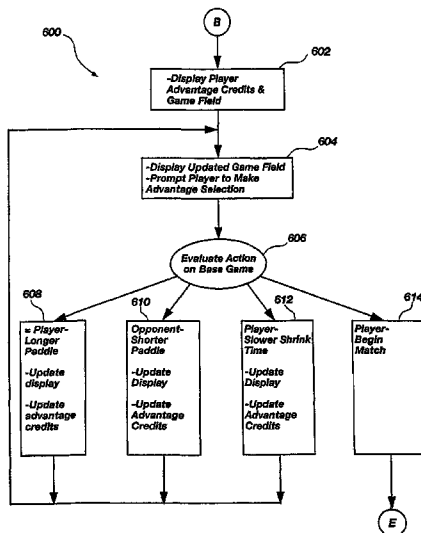 600
B
602
-Display Player
Advantage Credits &
Game Field
604
-Display Updated Game Field
-Prompt Player to Make
Advantage Selection
606
Evaluate Action
on Base Game
608
= Player-
Longer
Paddle
-Update
display
-Update
advantage
credits
610
Opponent-
Shorter
Paddle
-Update
Display
-Update
Advantage
Credits
612
Player-
Slower Shrink
Time
-Update
Display
-Update
Advantage
Credits
614
Player-
Begin
Match
E